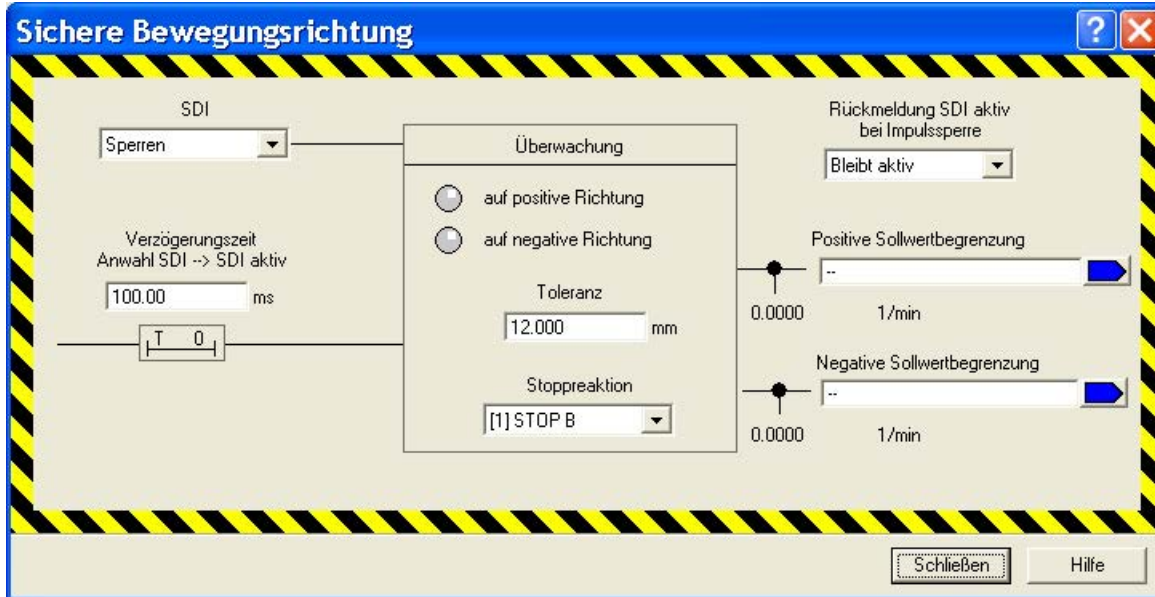 Sichere Bewegungsrichtung
SDI
Sperren
Verzögerungszeit
Anwahl SDI --> SDI aktiv
100.00 ms
T 0
Überwachung
auf positive Richtung
auf negative Richtung
Toleranz
12.000 mm
Stoppreaktion
[1] STOP B
Rückmeldung SDI aktiv
bei Impulssperre
Bleibt aktiv
Positive Sollwertbegrenzung
--
0.0000 1/min
Negative Sollwertbegrenzung
--
0.0000 1/min
Schließen Hilfe